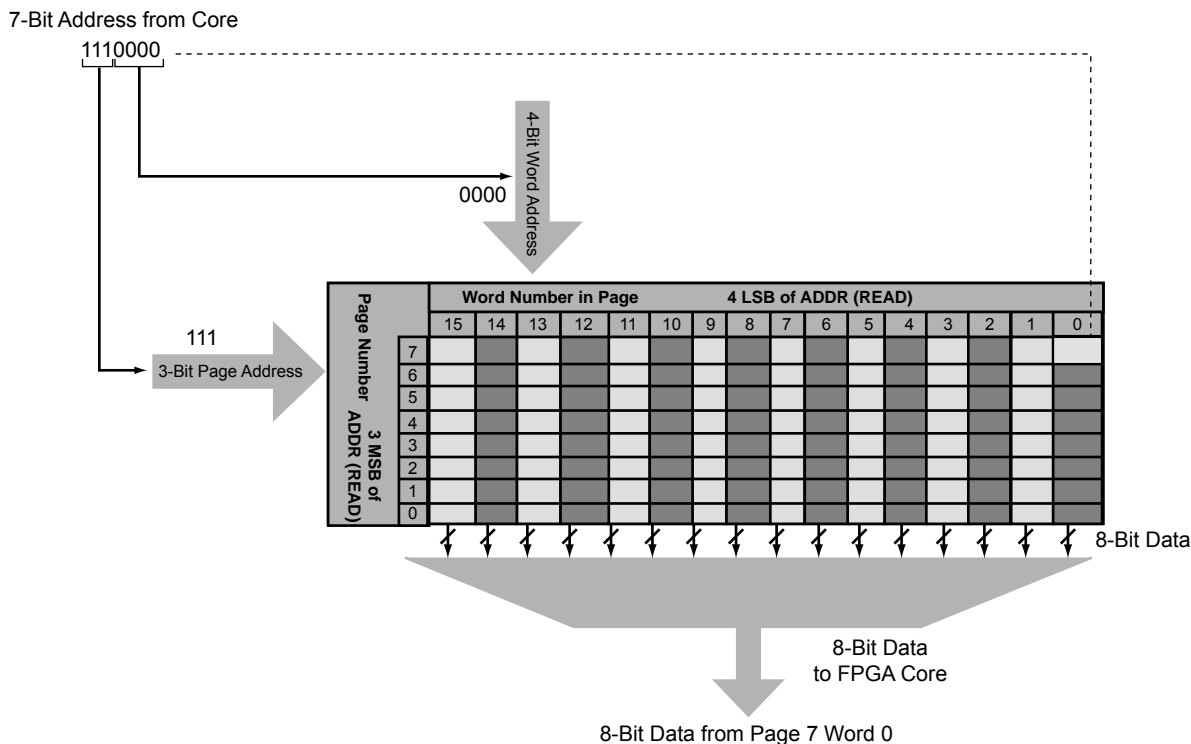 7-Bit Address from Core
1110000
4-Bit Word Address
0000
111
3-Bit Page Address
Page Number
3 MSB of
ADDR (READ)
Word Number in Page 4 LSB of ADDR (READ)
15 14 13 12 11 10 9 8 7 6 5 4 3 2 1 0
7
6
5
4
3
2
1
0
8-Bit Data
8-Bit Data
to FPGA Core
8-Bit Data from Page 7 Word 0